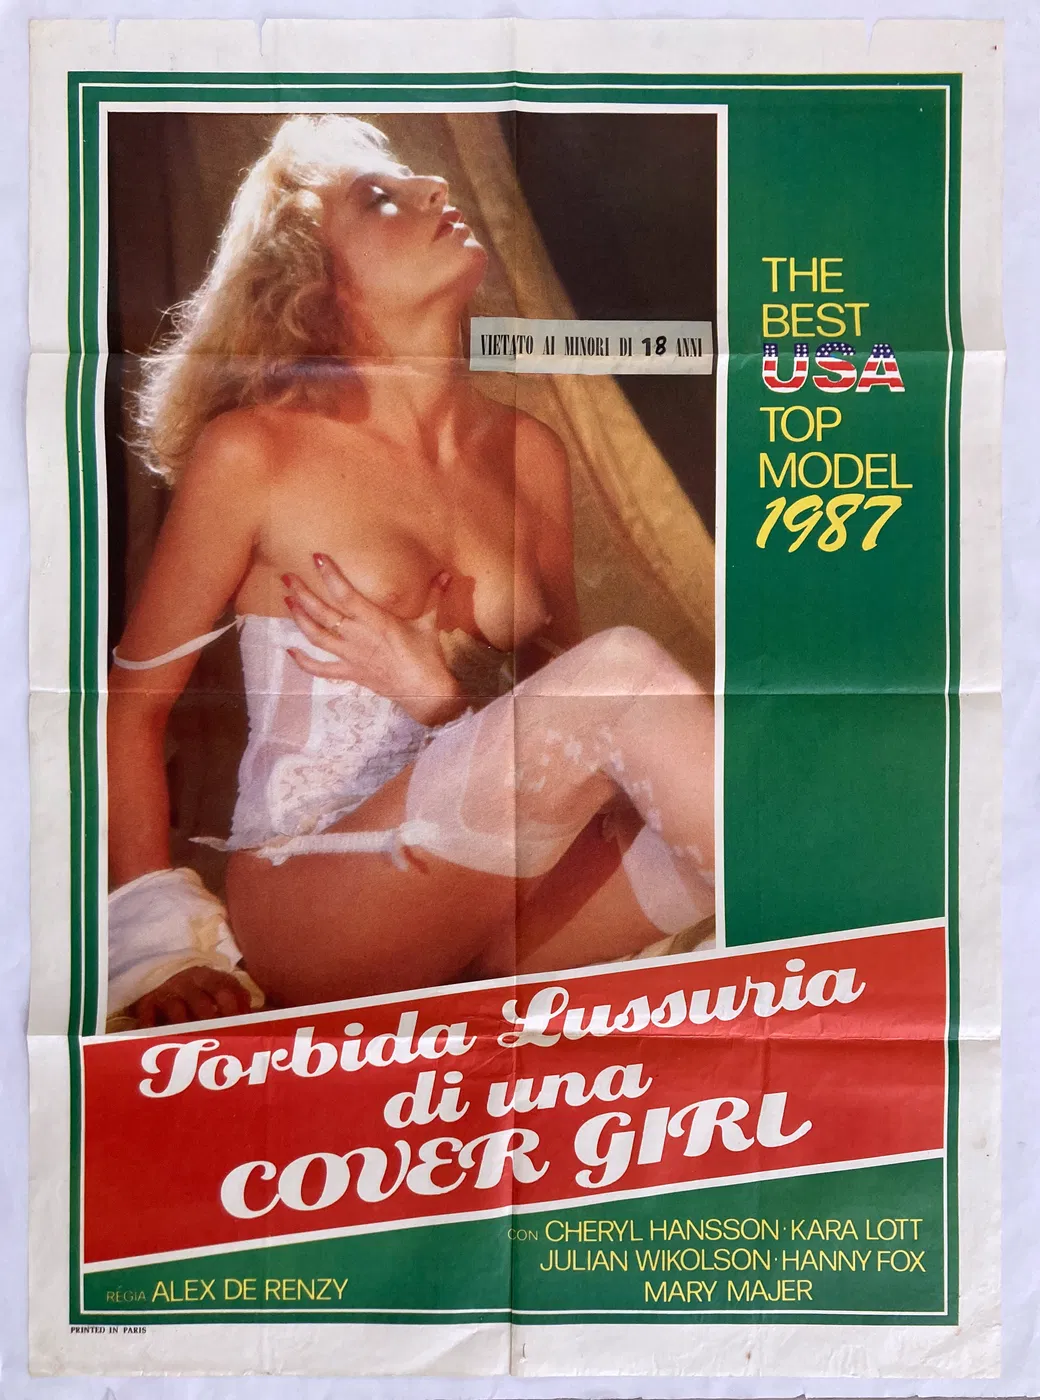 VIETATO AI MINORI DI 18 ANNI
THE
BEST
USA
TOP
MODEL
1987
Torbida Lussuria
di una
COVER GIRL
CON CHERYL HANSSON·KARA LOTT
JULIAN WIKOLSON·HANNY FOX
MARY MAJER
REGIA ALEX DE RENZY
PRINTED IN PARIS